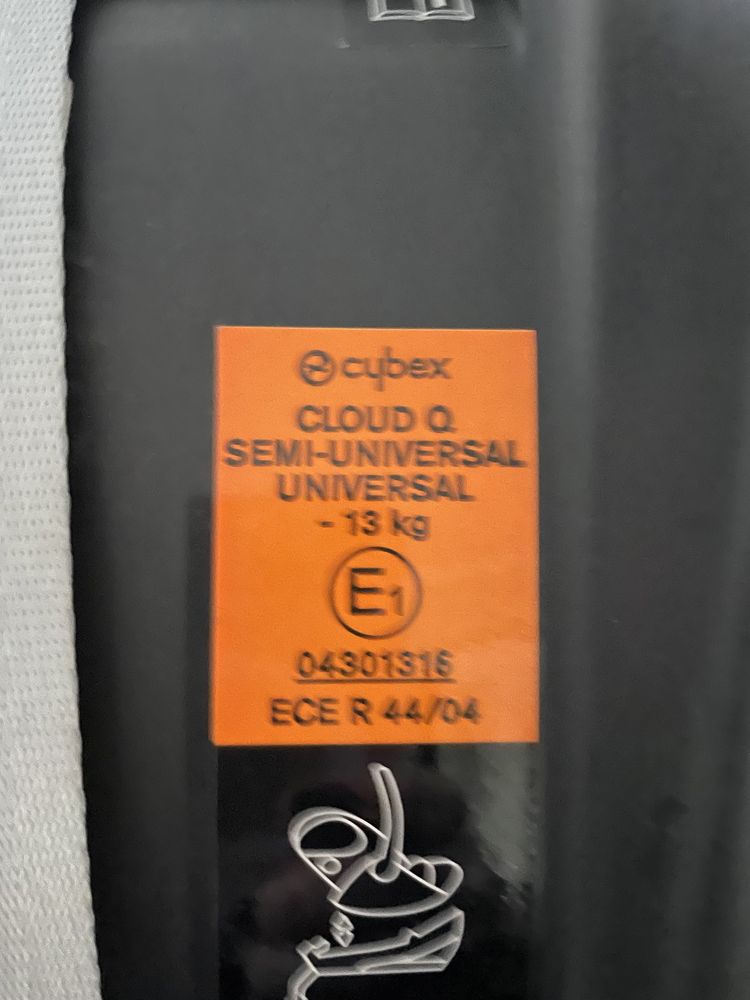 cybex
CLOUD Q
SEMI-UNIVERSAL
UNIVERSAL
- 13 kg
E1
04301316
ECE R 44/04